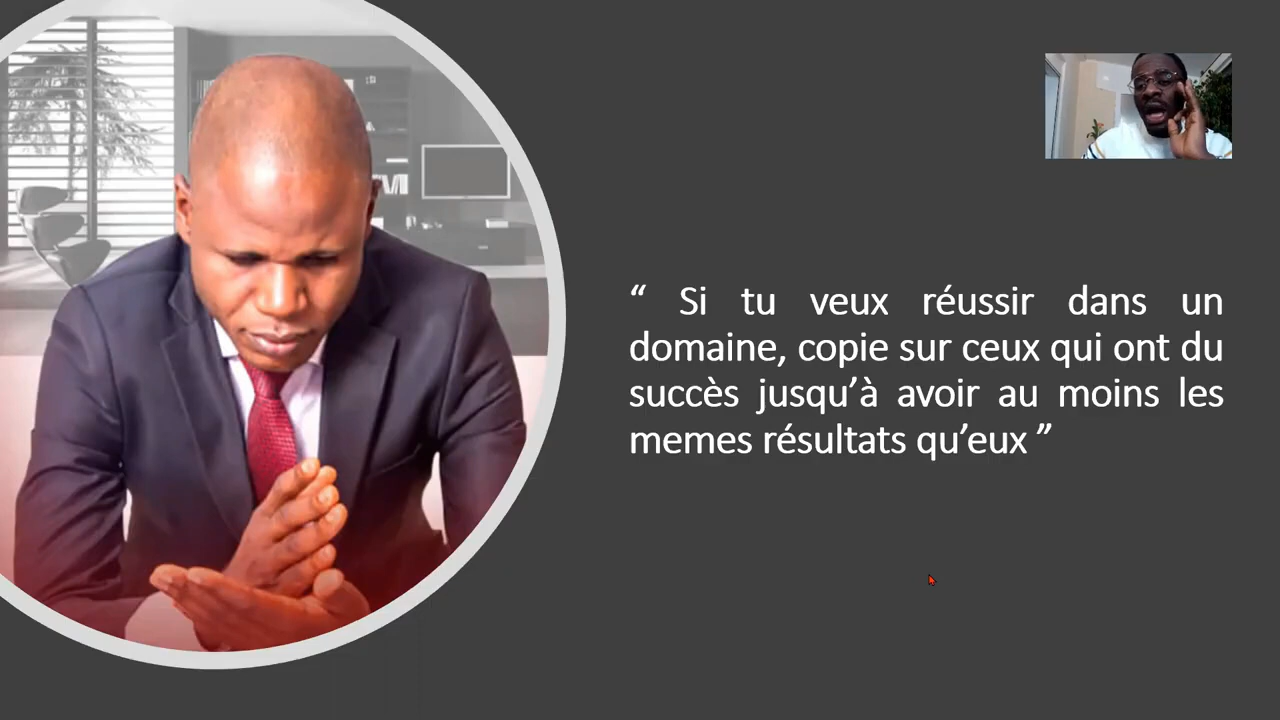 “ Si tu veux réussir dans un
domaine, copie sur ceux qui ont du
succès jusqu’à avoir au moins les
memes résultats qu’eux ”